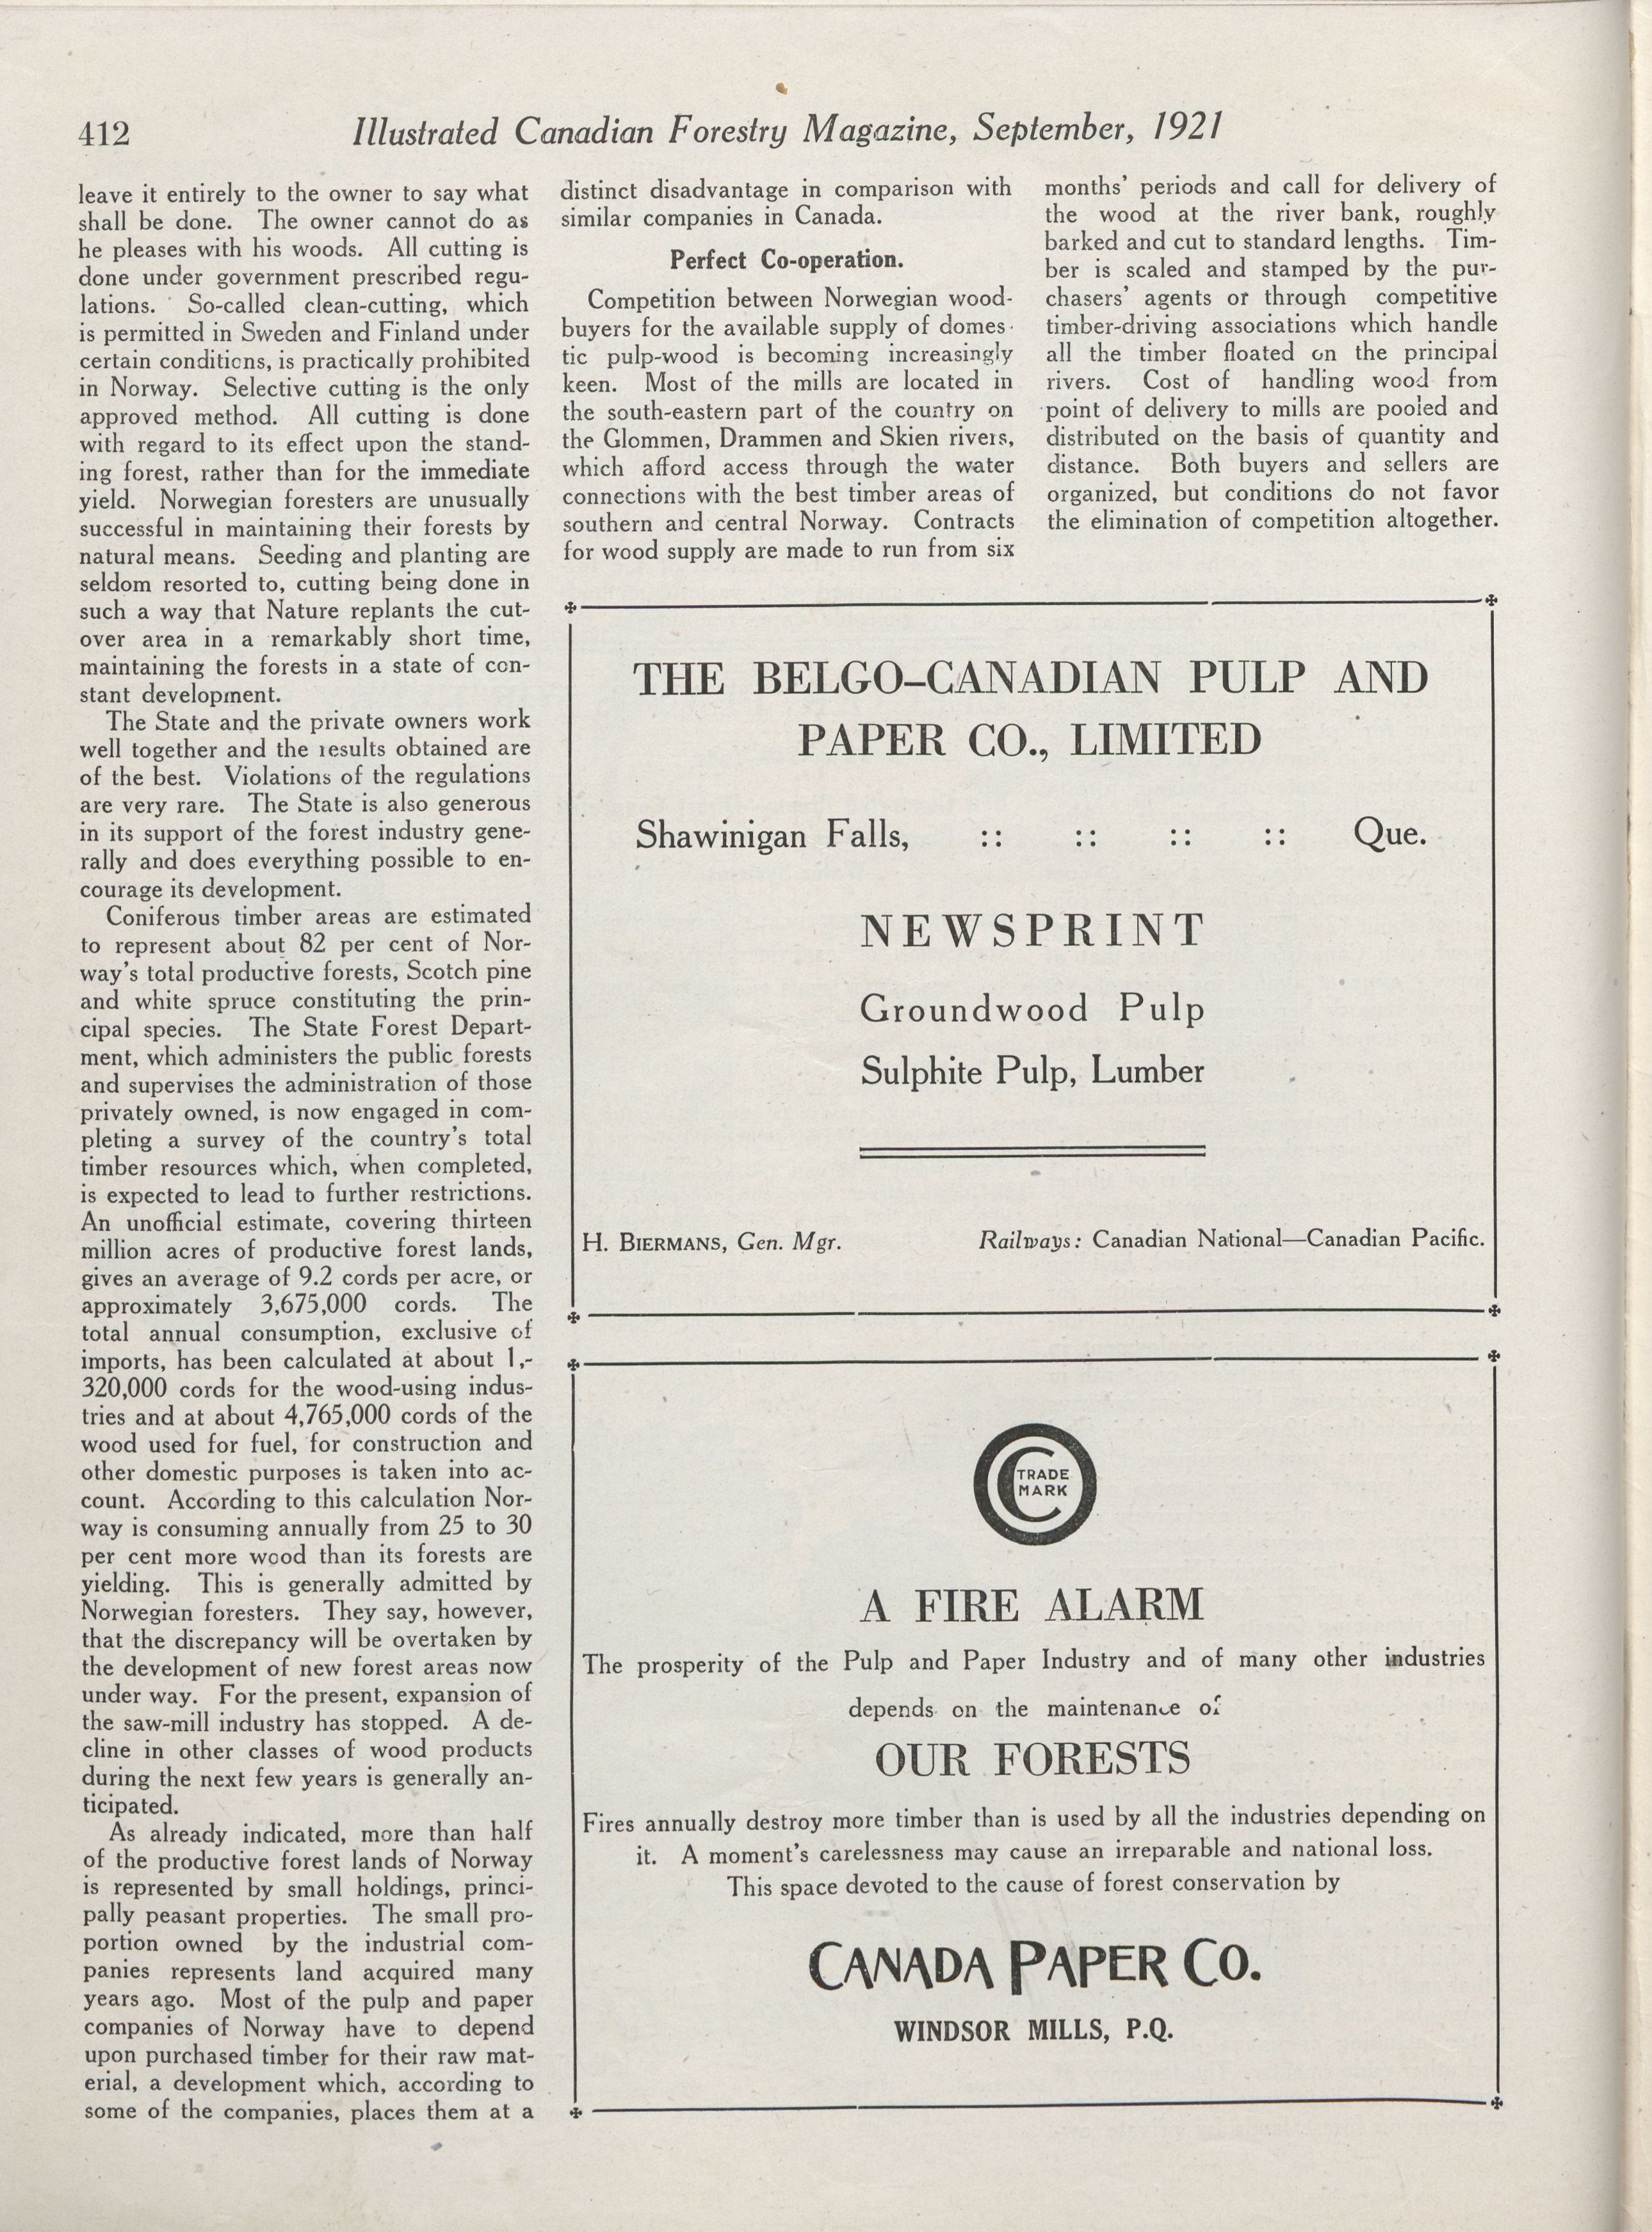 412
Illustrated Canadian Forestry Magazine, September, 1921
leave it entirely to the owner to say what
shall be done. The owner cannot do as
he pleases with his woods. All cutting is
done under government prescribed regu-
lations. So-called clean-cutting, which
is permitted in Sweden and Finland under
certain conditions, is practically prohibited
in Norway. Selective cutting is the only
approved method. All cutting is done
with regard to its effect upon the stand-
ing forest, rather than for the immediate
yield. Norwegian foresters are unusually
successful in maintaining their forests by
natural means. Seeding and planting are
seldom resorted to, cutting being done in
such a way that Nature replants the cut-
over area in a remarkably short time,
maintaining the forests in a state of con-
stant development.
The State and the private owners work
well together and the results obtained are
of the best. Violations of the regulations
are very rare. The State is also generous
in its support of the forest industry gene-
rally and does everything possible to en-
courage its development.
Coniferous timber areas are estimated
to represent about 82 per cent of Nor-
way's total productive forests, Scotch pine
and white spruce constituting the prin-
cipal species. The State Forest Depart-
ment, which administers the public forests
and supervises the administration of those
privately owned, is now engaged in com-
pleting a survey of the country's total
timber resources which, when completed,
is expected to lead to further restrictions.
An unofficial estimate, covering thirteen
million acres of productive forest lands,
gives an average of 9.2 cords per acre, or
approximately 3,675,000 cords. The
total annual consumption, exclusive of
imports, has been calculated at about 1,-
320,000 cords for the wood-using indus-
tries and at about 4,765,000 cords of the
wood used for fuel, for construction and
other domestic purposes is taken into ac-
count. According to this calculation Nor-
way is consuming annually from 25 to 30
per cent more wood than its forests are
yielding. This is generally admitted by
Norwegian foresters. They say, however,
that the discrepancy will be overtaken by
the development of new forest areas now
under way. For the present, expansion of
the saw-mill industry has stopped. A de-
cline in other classes of wood products
during the next few years is generally an-
ticipated.
As already indicated, more than half
of the productive forest lands of Norway
is represented by small holdings, princi-
pally peasant properties. The small pro-
portion owned by the industrial com-
panies represents land acquired many
years ago. Most of the pulp and paper
companies of Norway have to depend
upon purchased timber for their raw mat-
erial, a development which, according to
some of the companies, places them at a
distinct disadvantage in comparison with
similar companies in Canada.
Perfect Co-operation.
Competition between Norwegian wood-
buyers for the available supply of domes-
tic pulp-wood is becoming increasingly
keen. Most of the mills are located in
the south-eastern part of the country on
the Glommen, Drammen and Skien rivers,
which afford access through the water
connections with the best timber areas of
southern and central Norway. Contracts
for wood supply are made to run from six
months' periods and call for delivery of
the wood at the river bank, roughly
barked and cut to standard lengths. Tim-
ber is scaled and stamped by the pur-
chasers' agents or through competitive
timber-driving associations which handle
all the timber floated on the principal
rivers. Cost of handling wood from
point of delivery to mills are pooled and
distributed on the basis of quantity and
distance. Both buyers and sellers are
organized, but conditions do not favor
the elimination of competition altogether.
THE BELGO-CANADIAN PULP AND
PAPER CO., LIMITED
Shawinigan Falls, :: :: :: :: Que.
NEWSPRINT
Groundwood Pulp
Sulphite Pulp, Lumber
H. BIERMANS, Gen. Mgr. Railways: Canadian National—Canadian Pacific.
C
TRADE
MARK
A FIRE ALARM
The prosperity of the Pulp and Paper Industry and of many other industries
depends on the maintenance of
OUR FORESTS
Fires annually destroy more timber than is used by all the industries depending on
it. A moment's carelessness may cause an irreparable and national loss.
This space devoted to the cause of forest conservation by
CANADA PAPER CO.
WINDSOR MILLS, P.Q.